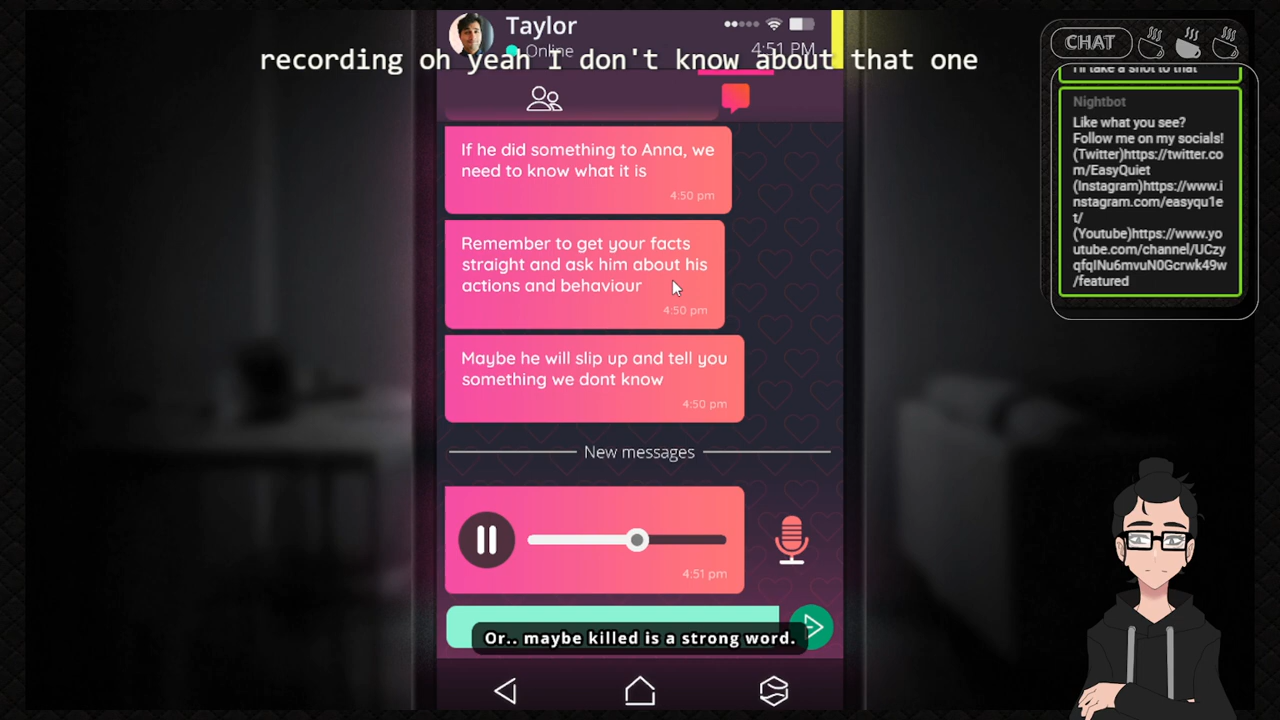 Taylor
Online
4:51 PM
recording oh yeah I don't know about that one
If he did something to Anna, we
need to know what it is
4:50 pm
Remember to get your facts
straight and ask him about his
actions and behaviour
4:50 pm
Maybe he will slip up and tell you
something we dont know
4:50 pm
New messages
4:51 pm
Or.. maybe killed is a strong word.
CHAT
I'll take a shot to that
Nightbot
Like what you see?
Follow me on my socials!
(Twitter)https://twitter.co
m/EasyQuiet
(Instagram)https://www.i
nstagram.com/easyqu1e
t/
(Youtube)https://www.yo
utube.com/channel/UCzy
qfqINu6mvuN0Gcrwk49w
/featured